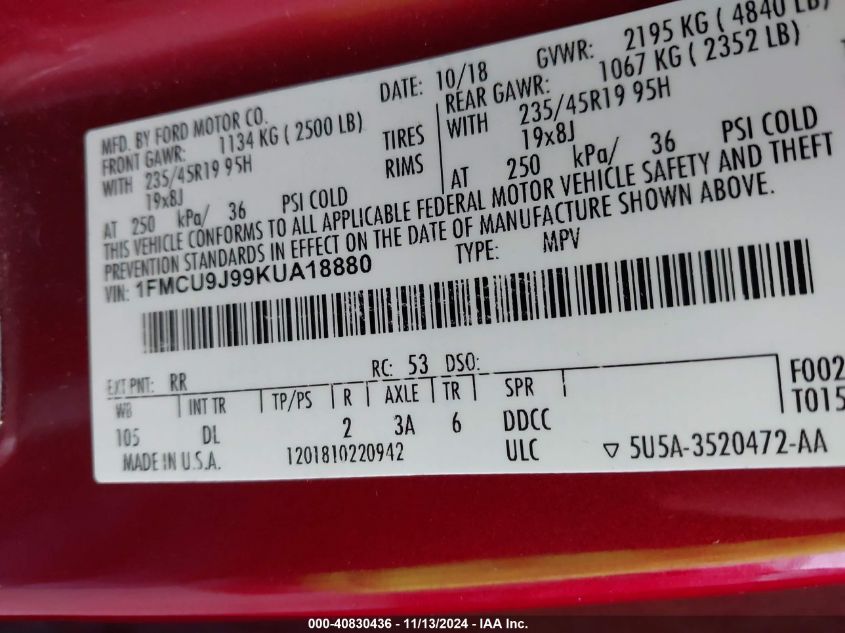 MFD. BY FORD MOTOR CO. DATE: 10/18 GVWR: 2195 KG ( 4840 LB)
FRONT GAWR: 1134 KG ( 2500 LB) REAR GAWR: 1067 KG ( 2352 LB)
WITH 235/45R19 95H TIRES WITH 235/45R19 95H
19x8J RIMS 19x8J
AT 250 kPa/ 36 PSI COLD AT 250 kPa/ 36 PSI COLD
THIS VEHICLE CONFORMS TO ALL APPLICABLE FEDERAL MOTOR VEHICLE SAFETY AND THEFT
PREVENTION STANDARDS IN EFFECT ON THE DATE OF MANUFACTURE SHOWN ABOVE.
VIN: 1FMCU9J99KUA18880 TYPE: MPV
EXT PNT: RR RC: 53 DSO: F002
WB INT TR TP/PS R AXLE TR SPR T015
105 DL 2 3A 6 DDCC
MADE IN U.S.A. 1201810220942 ULC ▽ 5U5A-3520472-AA
000-40830436 - 11/13/2024 - IAA Inc.